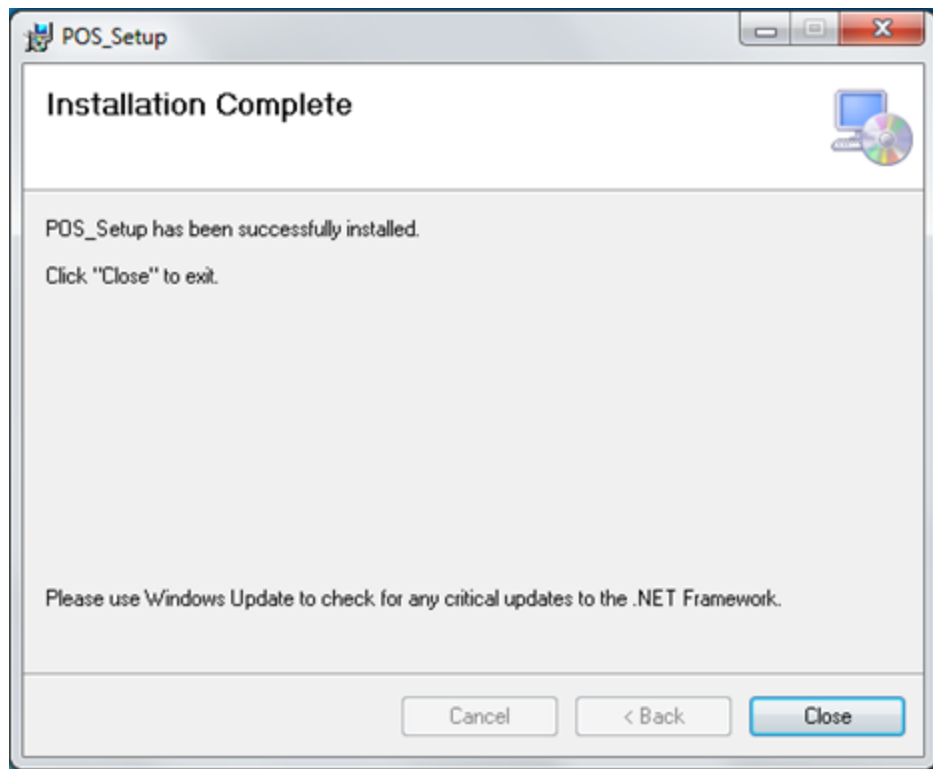 POS_Setup
Installation Complete
POS_Setup has been successfully installed.
Click "Close" to exit.
Please use Windows Update to check for any critical updates to the .NET Framework.
Cancel
< Back
Close